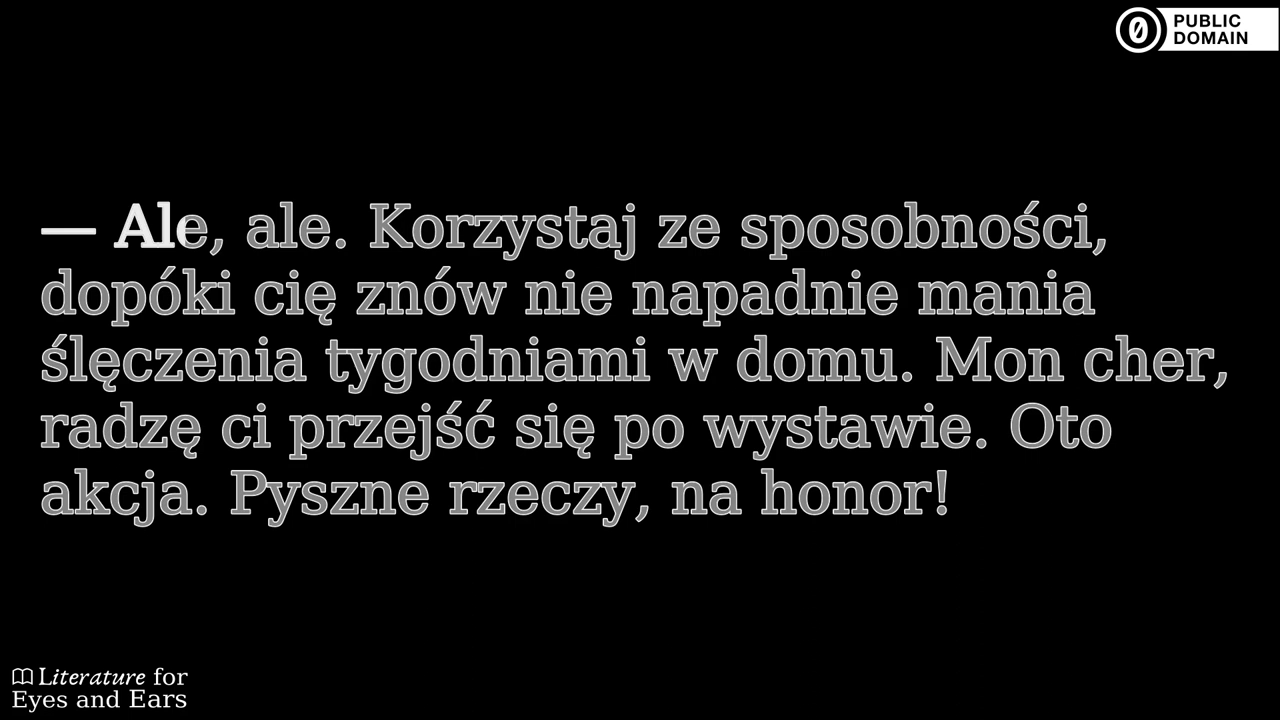 PUBLIC
DOMAIN
— Ale, ale. Korzystaj ze sposobności,
dopóki cię znów nie napadnie mania
ślęczenia tygodniami w domu. Mon cher,
radzę ci przejść się po wystawie. Oto
akcja. Pyszne rzeczy, na honor!
Literature for
Eyes and Ears